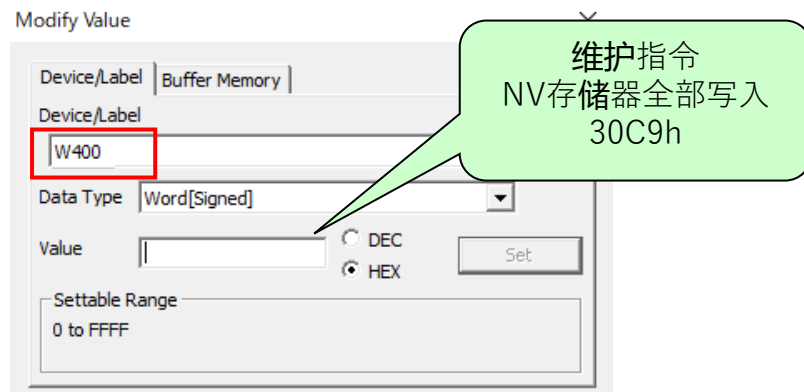 Modify Value
维护指令
NV存储器全部写入
30C9h
Device/Label
Buffer Memory
Device/Label
W400
Data Type
Word[Signed]
Value
DEC
HEX
Set
Settable Range
0 to FFFF